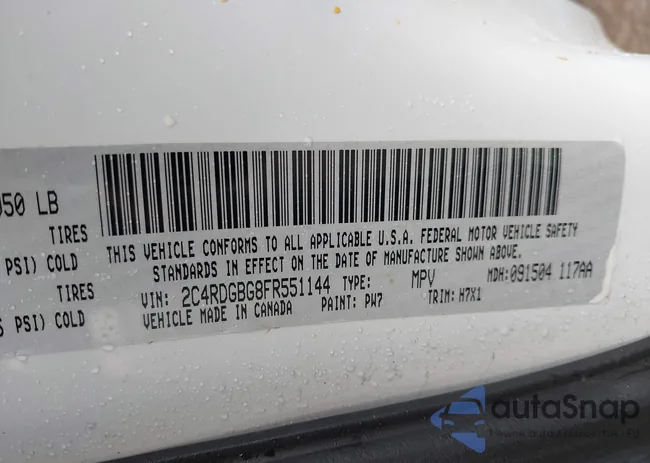 050 LB
TIRES
PSI) COLD
PSI) COLD
THIS VEHICLE CONFORMS TO ALL APPLICABLE U.S.A. FEDERAL MOTOR VEHICLE SAFETY
STANDARDS IN EFFECT ON THE DATE OF MANUFACTURE SHOWN ABOVE.
VIN: 2C4RDGBG8FR551144 TYPE: MPV MDH: 091504 117AA
VEHICLE MADE IN CANADA PAINT: PW7 TRIM: H7X1
TIRES
autoSnap